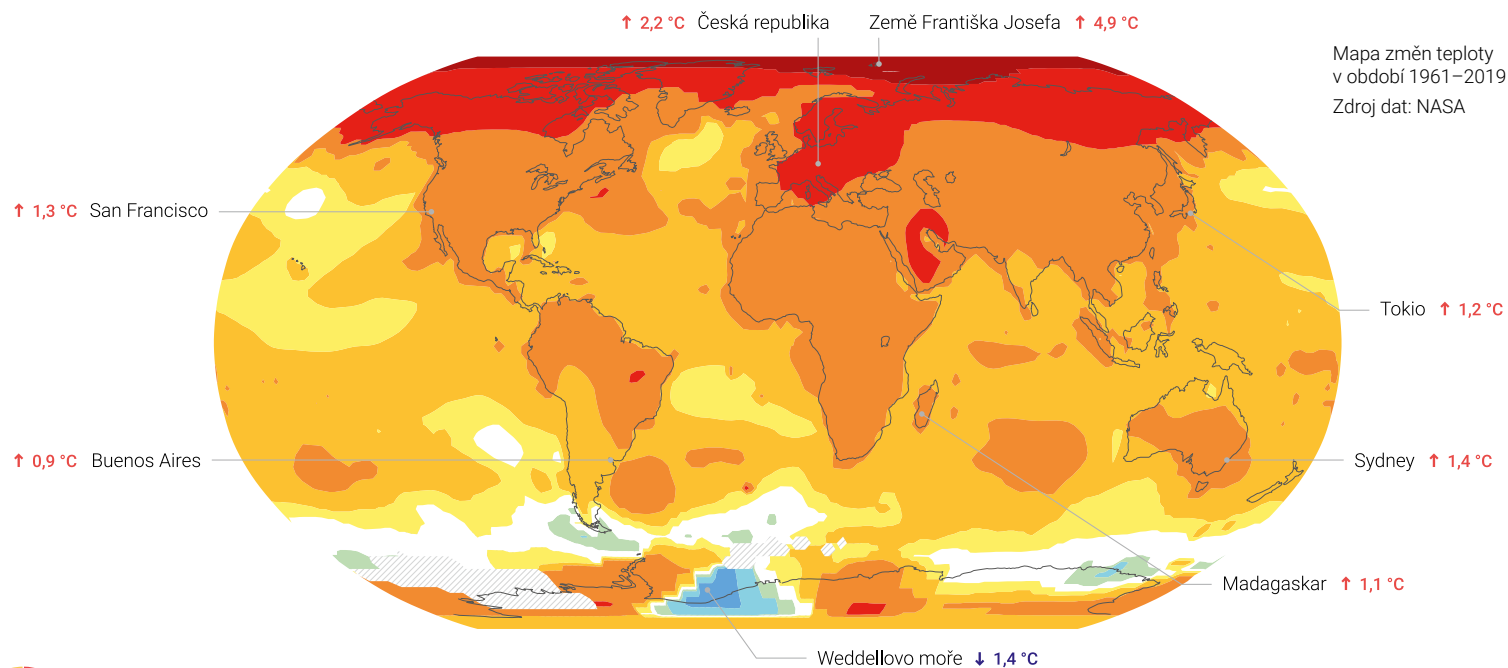 ↑ 2,2 °C Česká republika
Země Františka Josefa ↑ 4,9 °C
Mapa změn teploty
v období 1961–2019
Zdroj dat: NASA
↑ 1,3 °C San Francisco
Tokio ↑ 1,2 °C
↑ 0,9 °C Buenos Aires
Sydney ↑ 1,4 °C
Madagaskar ↑ 1,1 °C
Weddellovo moře ↓ 1,4 °C